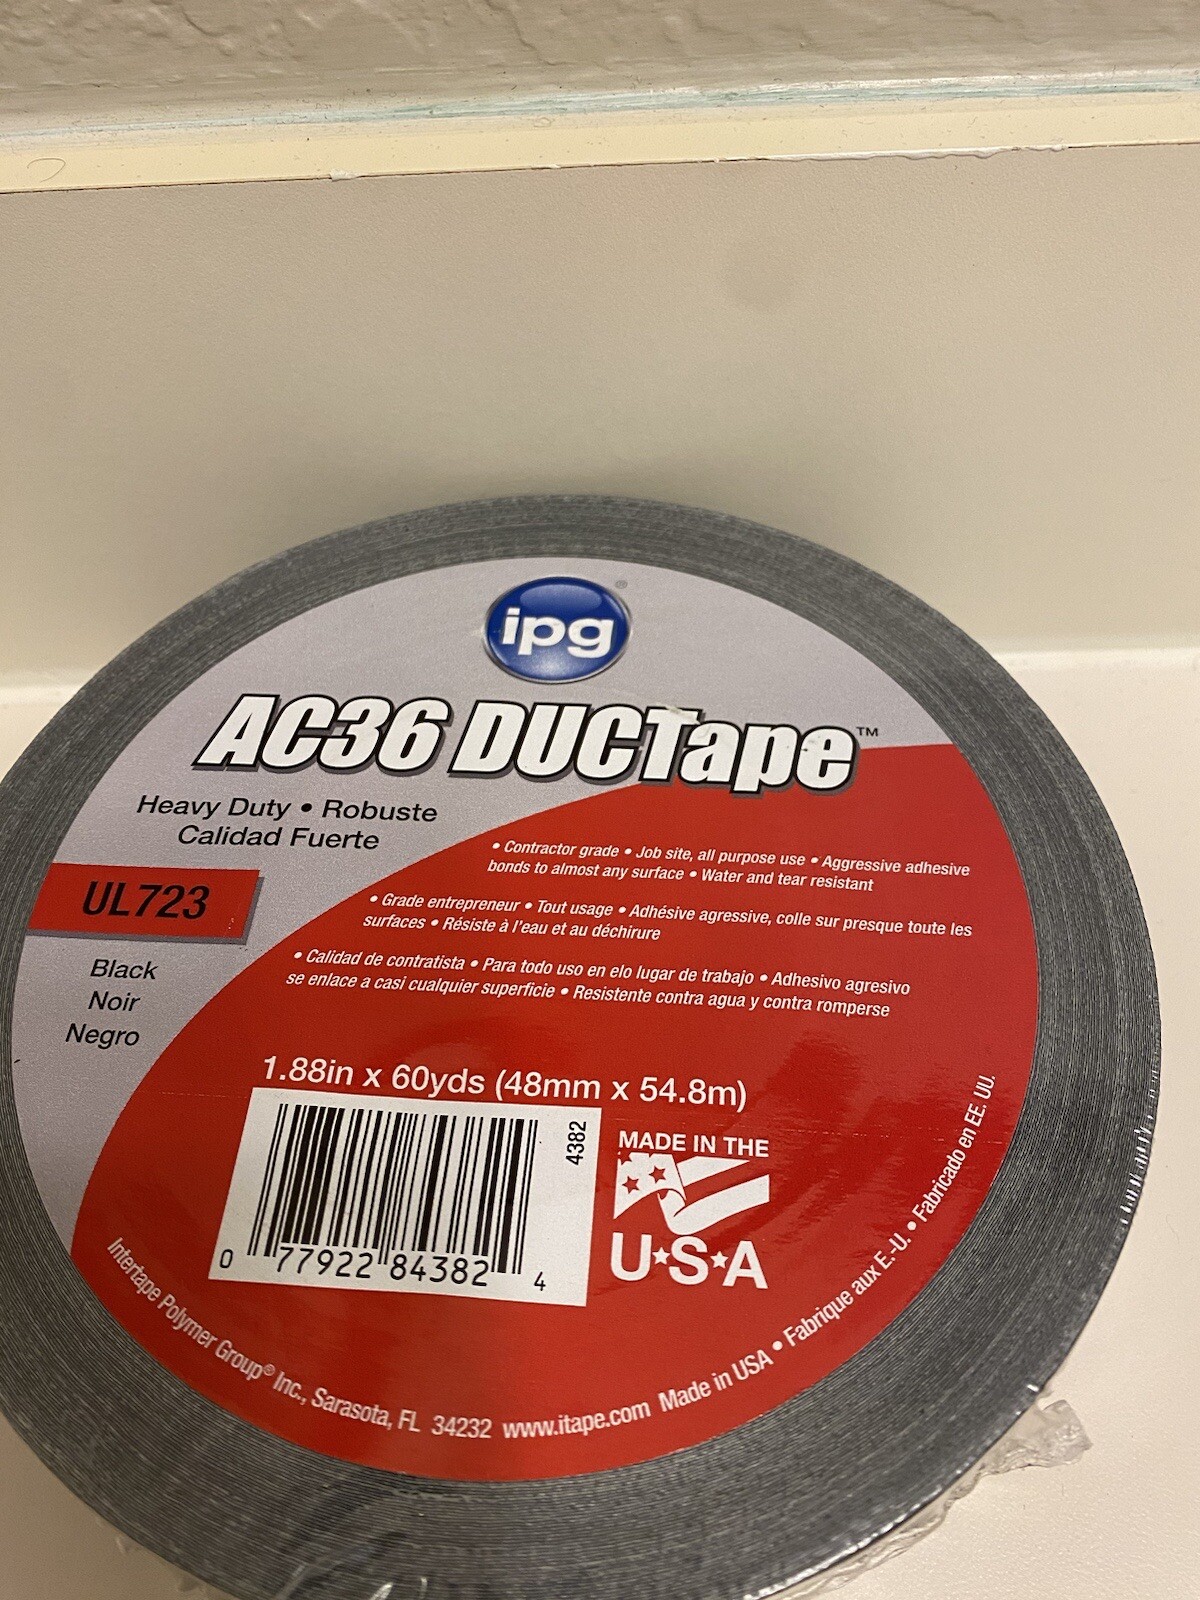 ipg®
AC36 DUCTape™
Heavy Duty • Robuste
Calidad Fuerte
UL723
Black
Noir
Negro
• Contractor grade • Job site, all purpose use • Aggressive adhesive
bonds to almost any surface • Water and tear resistant
• Grade entrepreneur • Tout usage • Adhésive agressive, colle sur presque toute les
surfaces • Résiste à l'eau et au déchirure
• Calidad de contratista • Para todo uso en elo lugar de trabajo • Adhesivo agresivo
se enlace a casi cualquier superficie • Resistente contra agua y contra romperse
1.88in x 60yds (48mm x 54.8m)
4382
0 77922 84382 4
MADE IN THE
U★S★A
Intertape Polymer Group® Inc., Sarasota, FL 34232 www.itape.com Made in USA • Fabrique aux E.-U. • Fabricado en EE. UU.